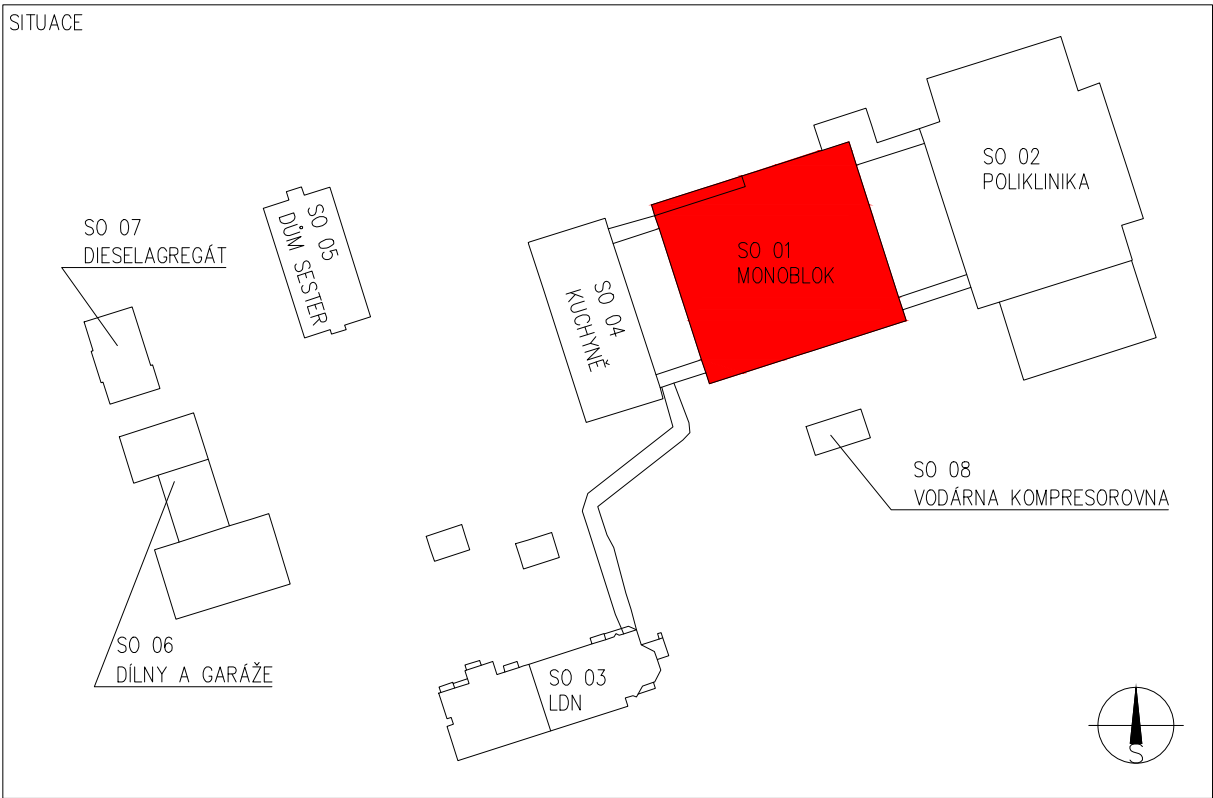 SITUACE
SO 02
POLIKLINIKA
SO 01
MONOBLOK
SO 07
DIESELAGREGÁT
SO 05
DŮM SESTER
SO 04
KUCHYNĚ
SO 08
VODÁRNA KOMPRESOROVNA
SO 06
DÍLNY A GARÁŽE
SO 03
LDN
S